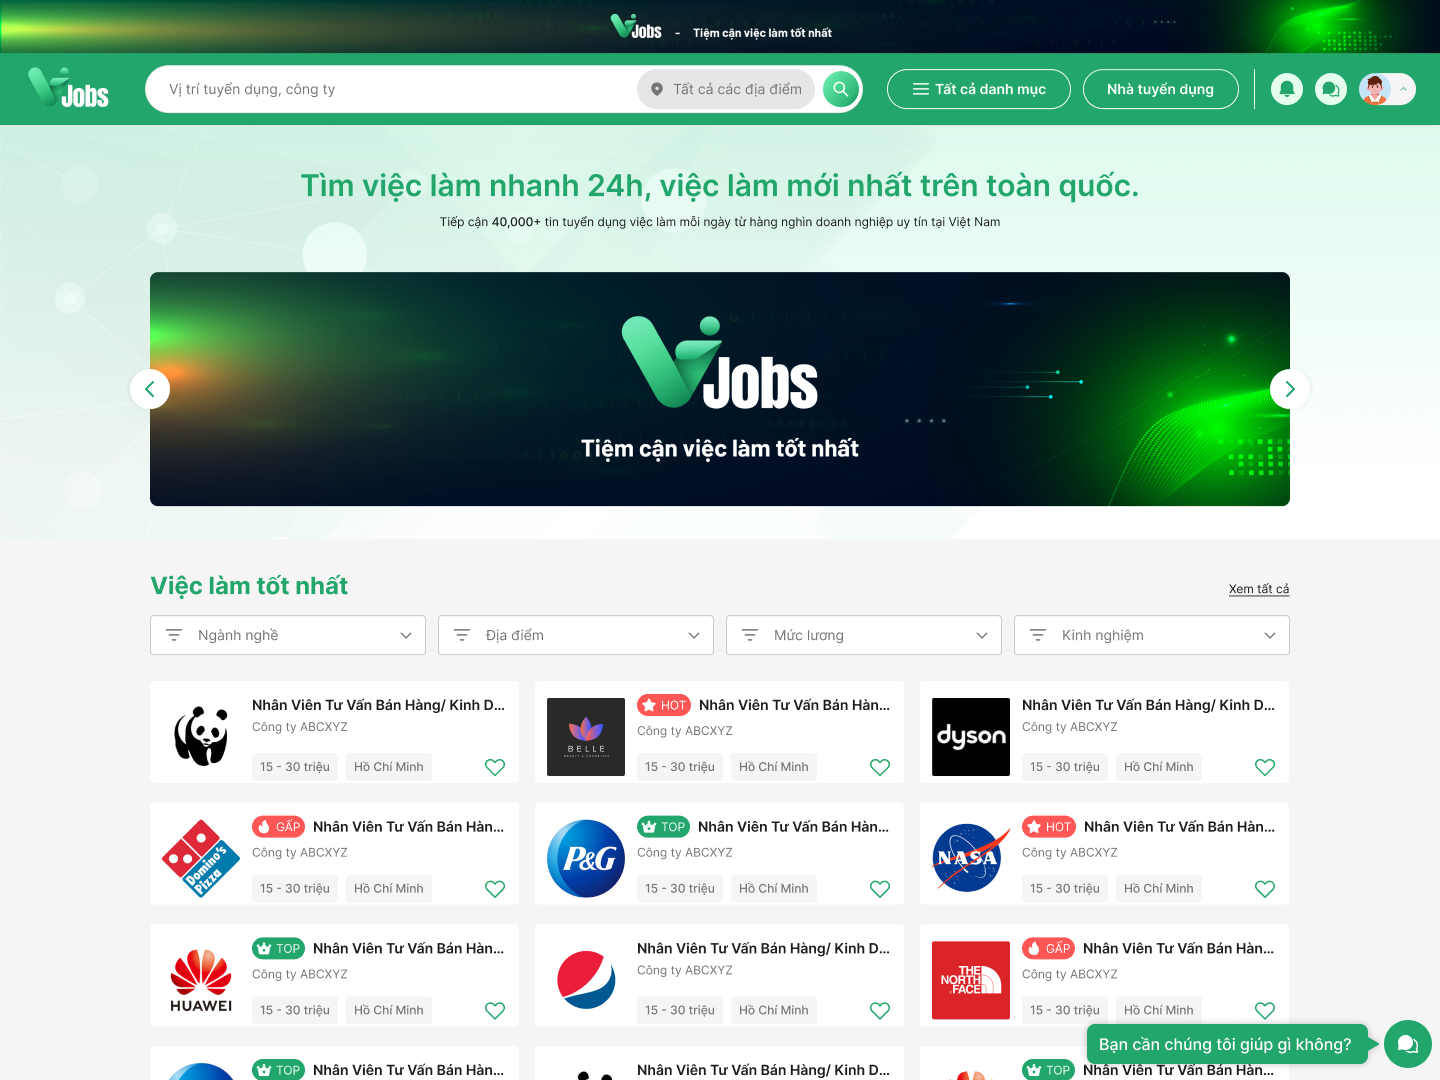 Vi Jobs - Tiệm cận việc làm tốt nhất
Vi Jobs
Vị trí tuyển dụng, công ty
Tất cả các địa điểm
Tất cả danh mục
Nhà tuyển dụng
Tìm việc làm nhanh 24h, việc làm mới nhất trên toàn quốc.
Tiếp cận 40,000+ tin tuyển dụng việc làm mỗi ngày từ hàng nghìn doanh nghiệp uy tín tại Việt Nam
Vi Jobs
Tiệm cận việc làm tốt nhất
Việc làm tốt nhất
Xem tất cả
Ngành nghề
Địa điểm
Mức lương
Kinh nghiệm
Nhân Viên Tư Vấn Bán Hàng/ Kinh D...
Công ty ABCXYZ
15 - 30 triệu
Hồ Chí Minh
BELLE
HOT
Nhân Viên Tư Vấn Bán Hàn...
Công ty ABCXYZ
15 - 30 triệu
Hồ Chí Minh
dyson
Nhân Viên Tư Vấn Bán Hàng/ Kinh D...
Công ty ABCXYZ
15 - 30 triệu
Hồ Chí Minh
Domino's
Pizza
GẤP
Nhân Viên Tư Vấn Bán Hàn...
Công ty ABCXYZ
15 - 30 triệu
Hồ Chí Minh
P&G
TOP
Nhân Viên Tư Vấn Bán Hàn...
Công ty ABCXYZ
15 - 30 triệu
Hồ Chí Minh
NASA
HOT
Nhân Viên Tư Vấn Bán Hàn...
Công ty ABCXYZ
15 - 30 triệu
Hồ Chí Minh
HUAWEI
TOP
Nhân Viên Tư Vấn Bán Hàn...
Công ty ABCXYZ
15 - 30 triệu
Hồ Chí Minh
Nhân Viên Tư Vấn Bán Hàng/ Kinh D...
Công ty ABCXYZ
15 - 30 triệu
Hồ Chí Minh
THE
NORTH
FACE
GẤP
Nhân Viên Tư Vấn Bán Hàn...
Công ty ABCXYZ
15 - 30 triệu
Hồ Chí Minh
TOP
Nhân Viên Tư Vấn Bán Hàn...
Nhân Viên Tư Vấn Bán Hàng/ Kinh D...
TOP
Nhân Viên Tư Vấn Bán Hàn...
Bạn cần chúng tôi giúp gì không?